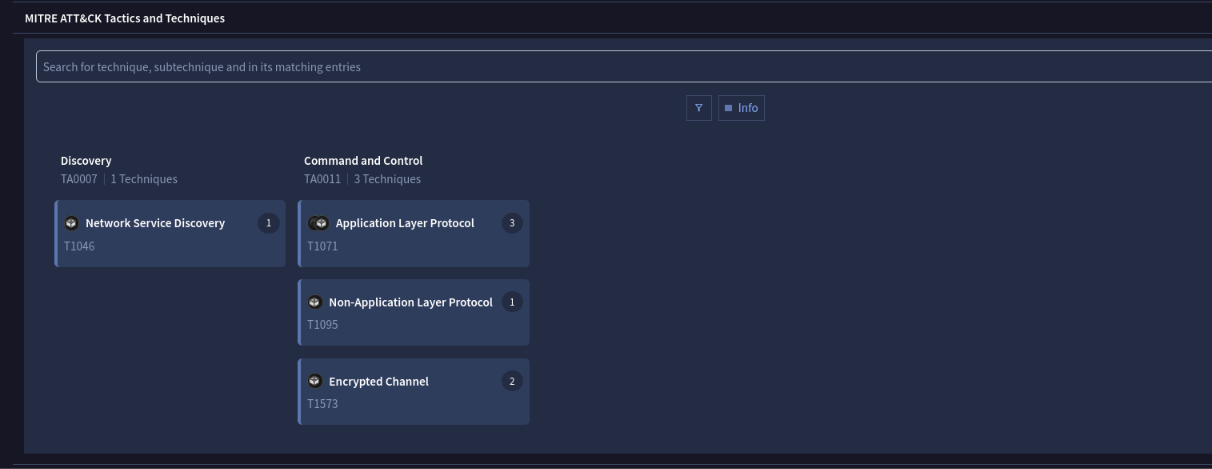 MITRE ATT&CK Tactics and Techniques
Search for technique, subtechnique and in its matching entries
Info
Discovery
TA0007 | 1 Techniques
Network Service Discovery 1
T1046
Command and Control
TA0011 | 3 Techniques
Application Layer Protocol 3
T1071
Non-Application Layer Protocol 1
T1095
Encrypted Channel 2
T1573